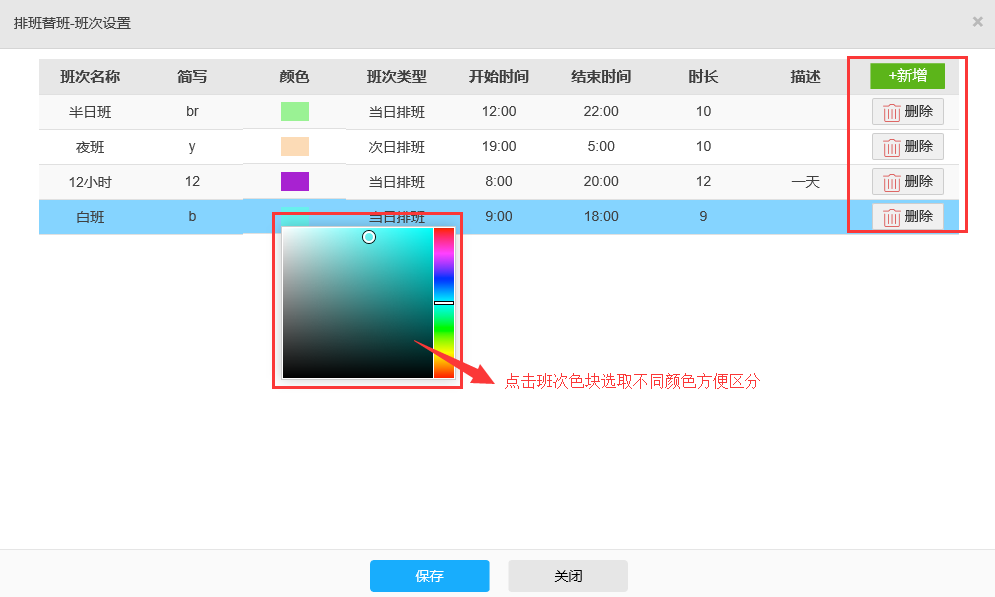 排班替班-班次设置 ×
班次名称 简写 颜色 班次类型 开始时间 结束时间 时长 描述 +新增
半日班 br 当日排班 12:00 22:00 10 删除
夜班 y 次日排班 19:00 5:00 10 删除
12小时 12 当日排班 8:00 20:00 12 一天 删除
白班 b 当日排班 9:00 18:00 9 删除
点击班次色块选取不同颜色方便区分
保存 关闭